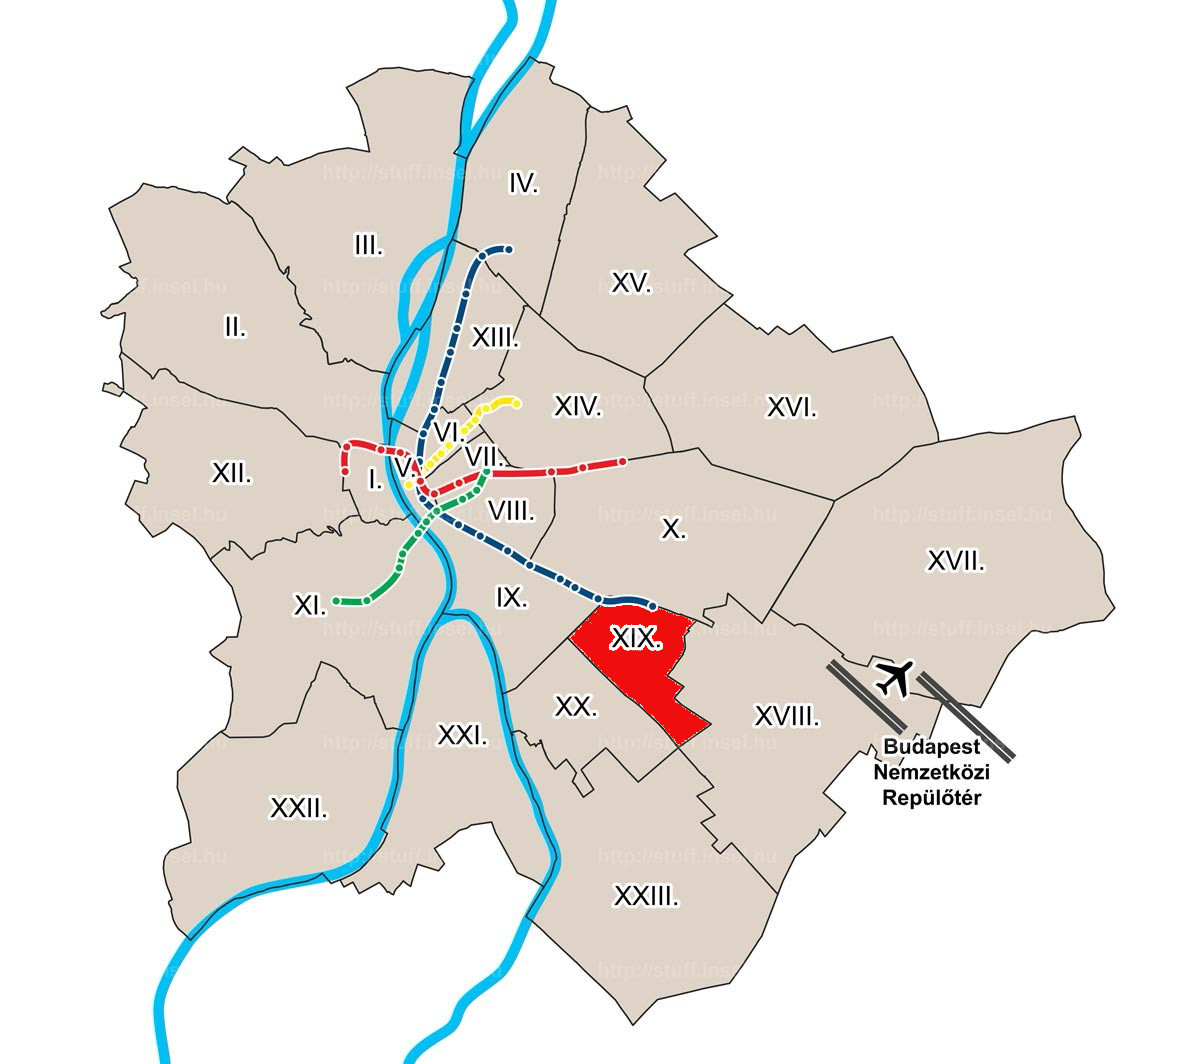 IV.
III.
XV.
II.
XIII.
XIV.
XVI.
VI.
VII.
V.
XII.
I.
VIII.
X.
XVII.
IX.
XI.
XIX.
XX.
XVIII.
XXI.
Budapest
Nemzetközi
Repülőtér
XXII.
XXIII.
http://stuff.insel.hu